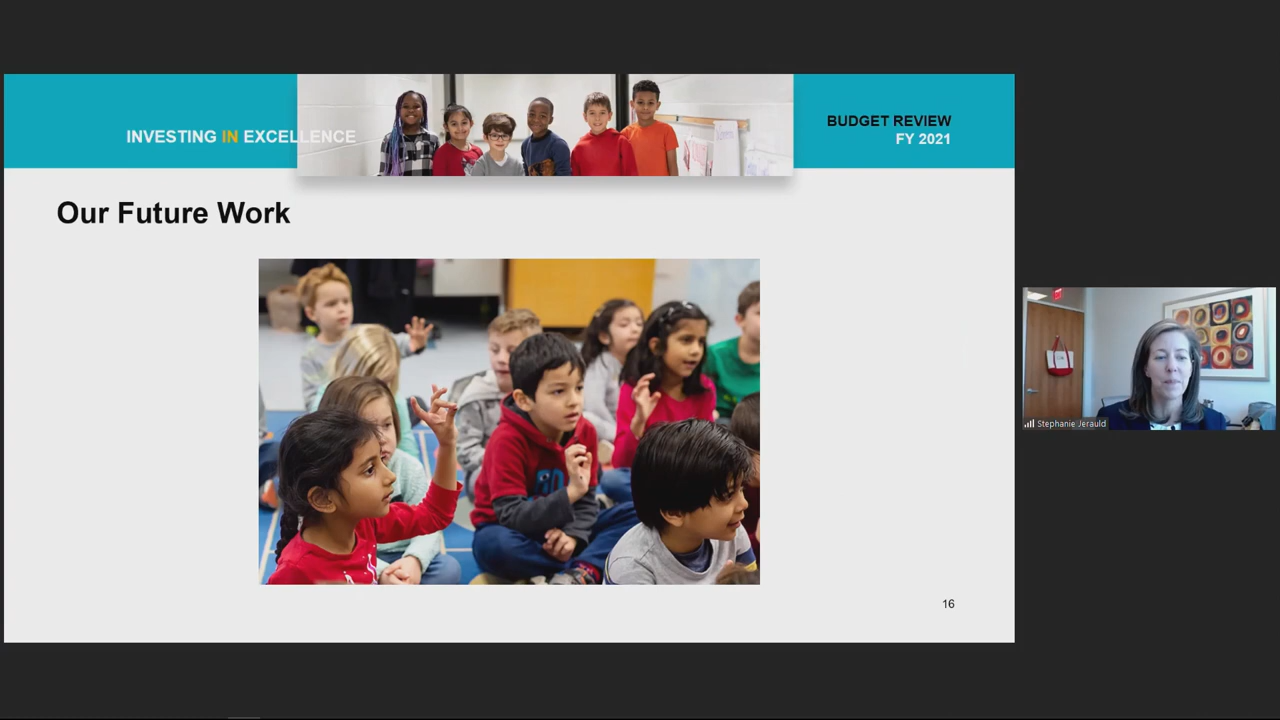 INVESTING IN EXCELLENCE
BUDGET REVIEW
FY 2021
Our Future Work
Stephanie Jerauld
16